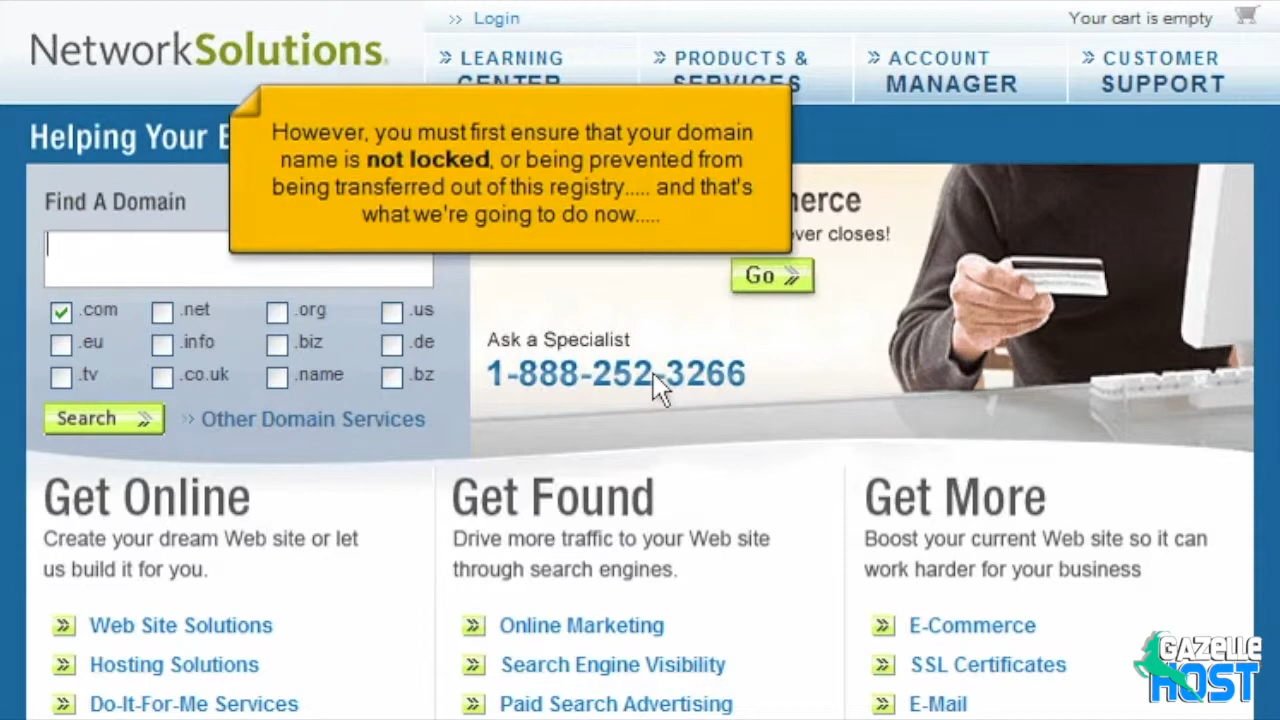 NetworkSolutions
>> Login
Your cart is empty
>> LEARNING CENTER
>> PRODUCTS & SERVICES
>> ACCOUNT MANAGER
>> CUSTOMER SUPPORT
However, you must first ensure that your domain
name is not locked, or being prevented from
being transferred out of this registry..... and that's
what we're going to do now.....
Helping Your
Find A Domain
ver closes!
Go >>
.com .net .org .us
.eu .info .biz .de
.tv .co.uk .name .bz
Search >>
>> Other Domain Services
Ask a Specialist
1-888-252-3266
Get Online
Create your dream Web site or let
us build it for you.
>> Web Site Solutions
>> Hosting Solutions
>> Do-It-For-Me Services
Get Found
Drive more traffic to your Web site
through search engines.
>> Online Marketing
>> Search Engine Visibility
>> Paid Search Advertising
Get More
Boost your current Web site so it can
work harder for your business
>> E-Commerce
>> SSL Certificates
>> E-Mail
GAZELLE
HOST